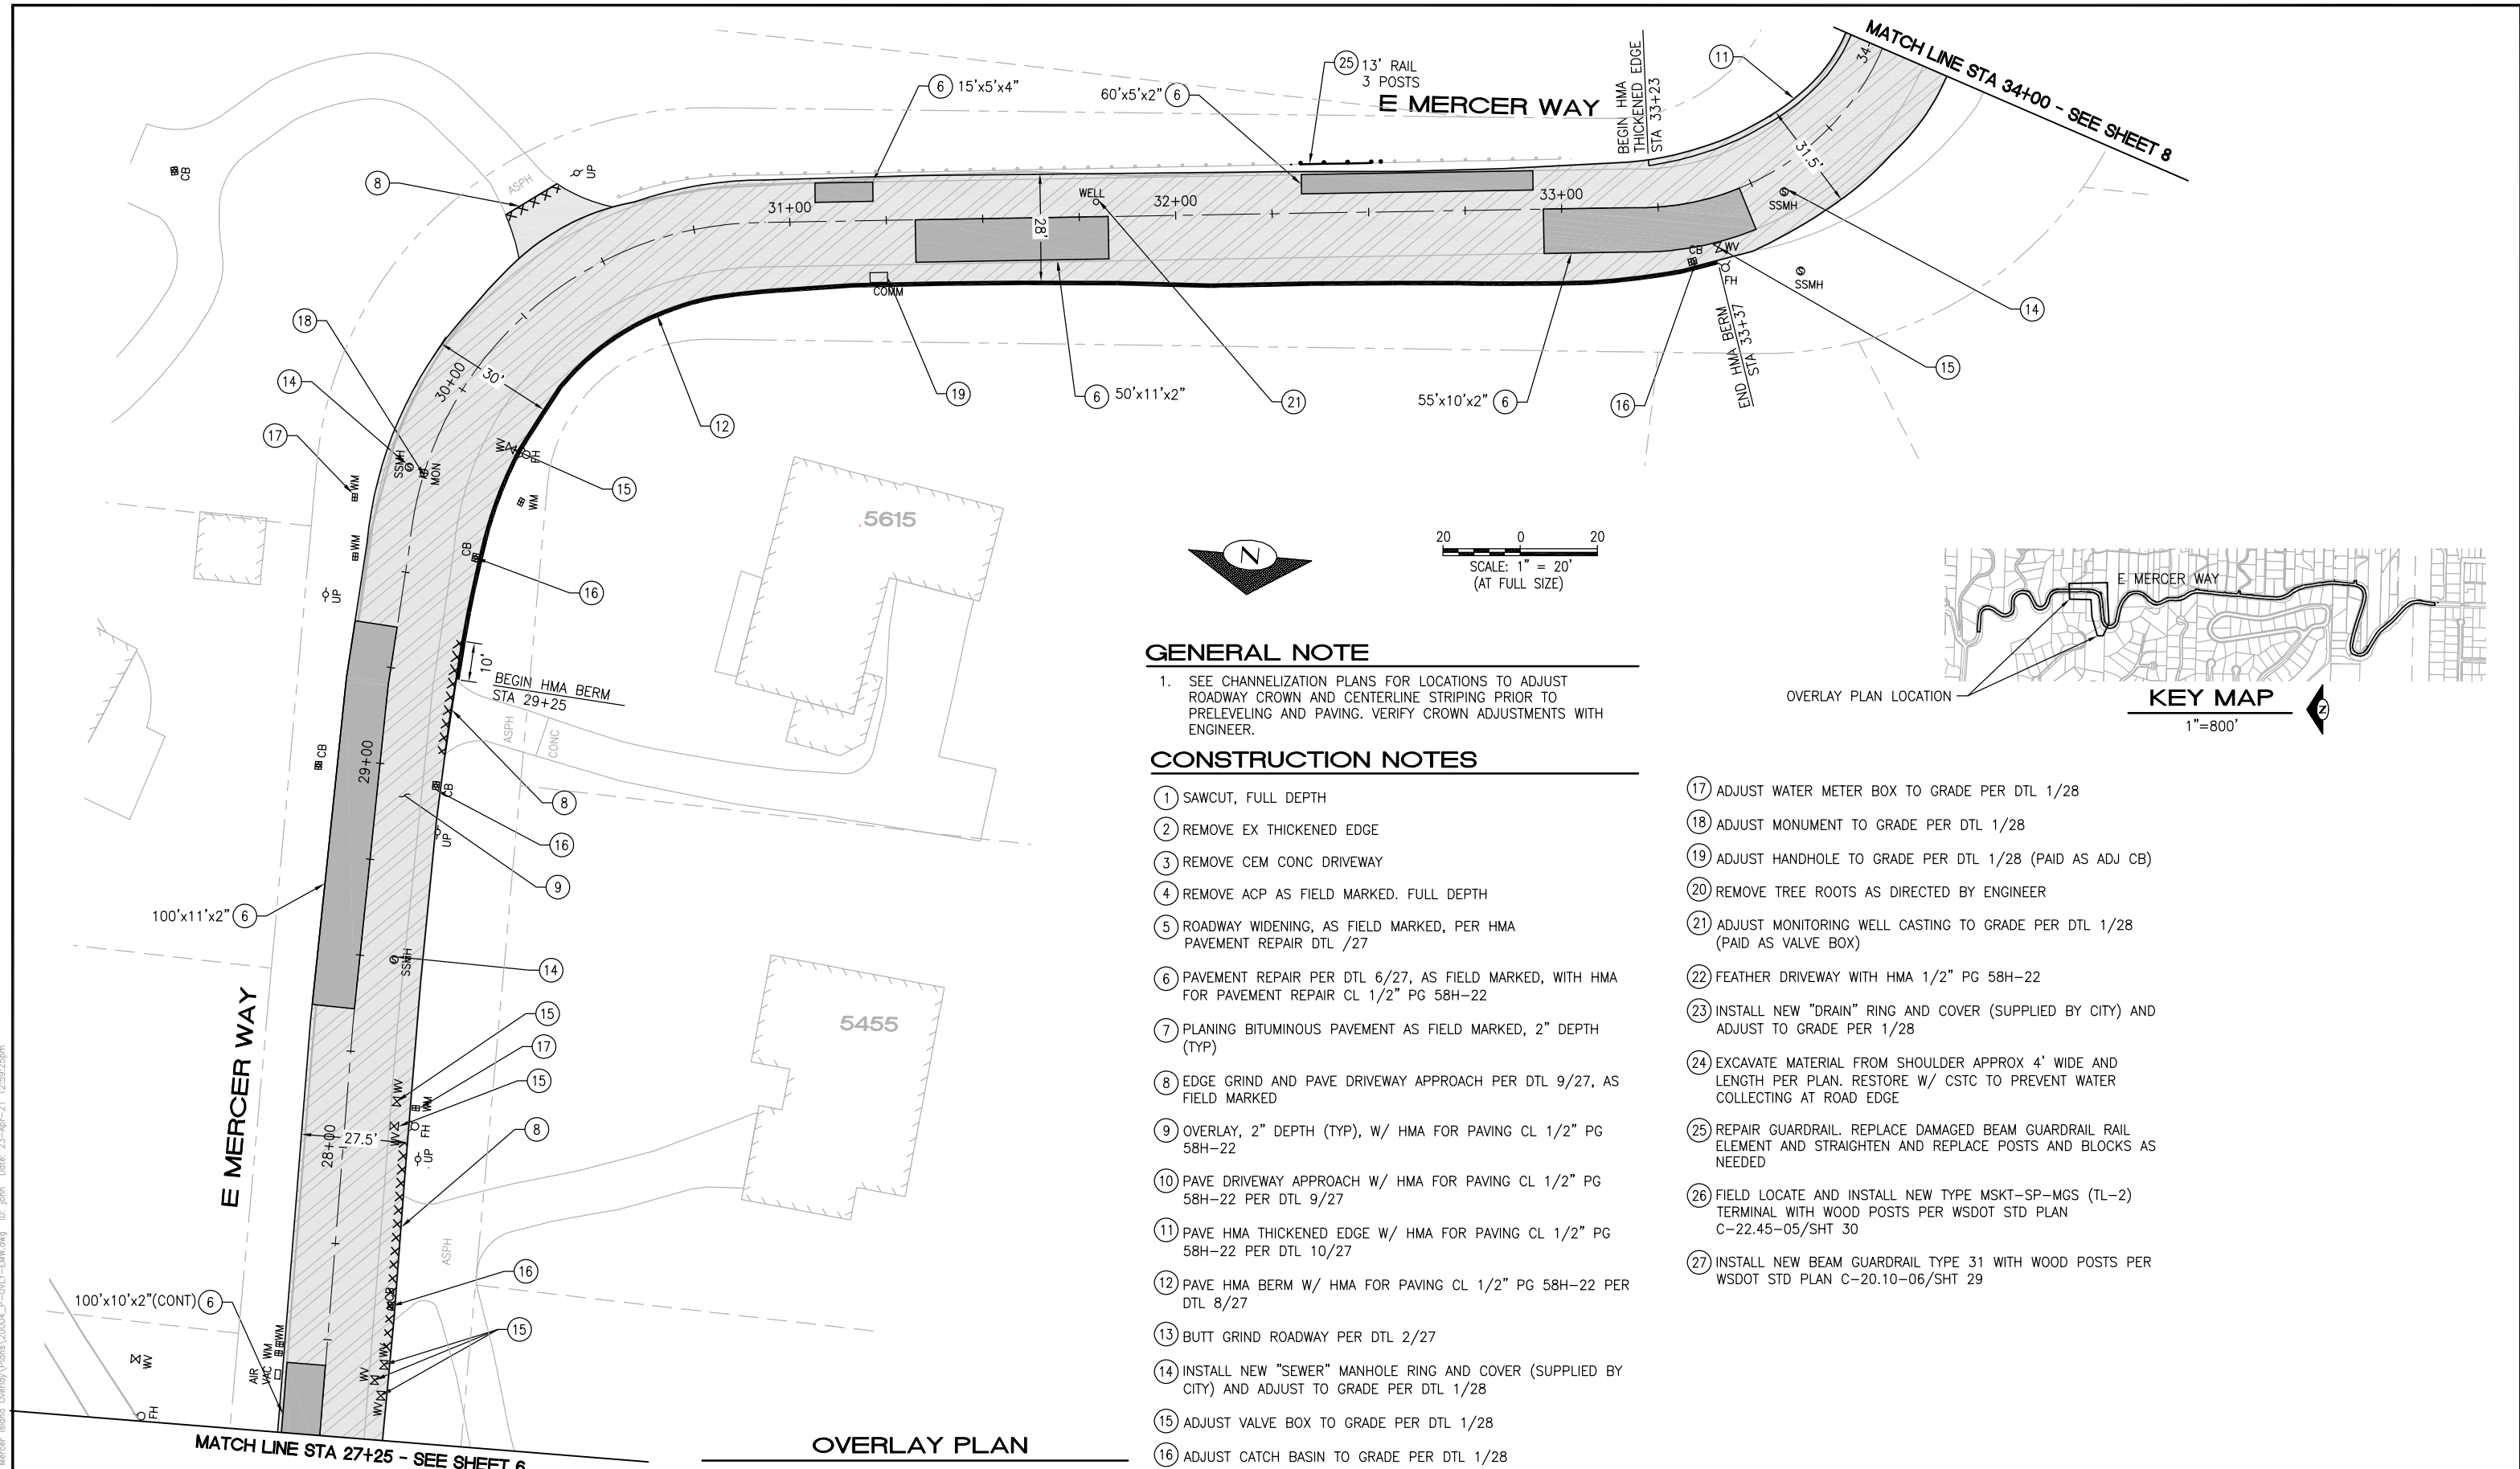 MATCH LINE STA 34+00 - SEE SHEET 8
34+
11
25 13' RAIL
3 POSTS
6 15'x5'x4"
60'x5'x2" 6
E MERCER WAY
BEGIN HMA
THICKENED EDGE
STA 33+23
31.5'
CB
8
ASPH
UP
31+00
WELL
32+00
33+00
28'
SSMH
CB
WV
FH
SSMH
COMM
END HMA BERM
STA 33+37
14
15
16
18
14
17
30+00
30'
19
6 50'x11'x2"
21
55'x10'x2" 6
12
WV
FH
SSMH
MON
WM
WM
15
WM
CB
16
UP
10'
BEGIN HMA BERM
STA 29+25
ASPH
CONC
.5615
CB
29+00
8
CB
UP
16
9
100'x11'x2" 6
SSMH
14
5455
E MERCER WAY
15
17
15
WV
WM
WV
FH
UP
28+00
27.5'
8
ASPH
16
CB
100'x10'x2"(CONT) 6
15
WM
WM
AIR
VAC
WV
WV
WV
WV
FH
MATCH LINE STA 27+25 - SEE SHEET 6
OVERLAY PLAN
N
20 0 20
SCALE: 1" = 20'
(AT FULL SIZE)
E MERCER WAY
OVERLAY PLAN LOCATION
KEY MAP
1"=800'
N
GENERAL NOTE
1. SEE CHANNELIZATION PLANS FOR LOCATIONS TO ADJUST
ROADWAY CROWN AND CENTERLINE STRIPING PRIOR TO
PRELEVELING AND PAVING. VERIFY CROWN ADJUSTMENTS WITH
ENGINEER.
CONSTRUCTION NOTES
1 SAWCUT, FULL DEPTH
2 REMOVE EX THICKENED EDGE
3 REMOVE CEM CONC DRIVEWAY
4 REMOVE ACP AS FIELD MARKED. FULL DEPTH
5 ROADWAY WIDENING, AS FIELD MARKED, PER HMA
PAVEMENT REPAIR DTL /27
6 PAVEMENT REPAIR PER DTL 6/27, AS FIELD MARKED, WITH HMA
FOR PAVEMENT REPAIR CL 1/2" PG 58H-22
7 PLANING BITUMINOUS PAVEMENT AS FIELD MARKED, 2" DEPTH
(TYP)
8 EDGE GRIND AND PAVE DRIVEWAY APPROACH PER DTL 9/27, AS
FIELD MARKED
9 OVERLAY, 2" DEPTH (TYP), W/ HMA FOR PAVING CL 1/2" PG
58H-22
10 PAVE DRIVEWAY APPROACH W/ HMA FOR PAVING CL 1/2" PG
58H-22 PER DTL 9/27
11 PAVE HMA THICKENED EDGE W/ HMA FOR PAVING CL 1/2" PG
58H-22 PER DTL 10/27
12 PAVE HMA BERM W/ HMA FOR PAVING CL 1/2" PG 58H-22 PER
DTL 8/27
13 BUTT GRIND ROADWAY PER DTL 2/27
14 INSTALL NEW "SEWER" MANHOLE RING AND COVER (SUPPLIED BY
CITY) AND ADJUST TO GRADE PER DTL 1/28
15 ADJUST VALVE BOX TO GRADE PER DTL 1/28
16 ADJUST CATCH BASIN TO GRADE PER DTL 1/28
17 ADJUST WATER METER BOX TO GRADE PER DTL 1/28
18 ADJUST MONUMENT TO GRADE PER DTL 1/28
19 ADJUST HANDHOLE TO GRADE PER DTL 1/28 (PAID AS ADJ CB)
20 REMOVE TREE ROOTS AS DIRECTED BY ENGINEER
21 ADJUST MONITORING WELL CASTING TO GRADE PER DTL 1/28
(PAID AS VALVE BOX)
22 FEATHER DRIVEWAY WITH HMA 1/2" PG 58H-22
23 INSTALL NEW "DRAIN" RING AND COVER (SUPPLIED BY CITY) AND
ADJUST TO GRADE PER 1/28
24 EXCAVATE MATERIAL FROM SHOULDER APPROX 4' WIDE AND
LENGTH PER PLAN. RESTORE W/ CSTC TO PREVENT WATER
COLLECTING AT ROAD EDGE
25 REPAIR GUARDRAIL. REPLACE DAMAGED BEAM GUARDRAIL RAIL
ELEMENT AND STRAIGHTEN AND REPLACE POSTS AND BLOCKS AS
NEEDED
26 FIELD LOCATE AND INSTALL NEW TYPE MSKT-SP-MGS (TL-2)
TERMINAL WITH WOOD POSTS PER WSDOT STD PLAN
C-22.45-05/SHT 30
27 INSTALL NEW BEAM GUARDRAIL TYPE 31 WITH WOOD POSTS PER
WSDOT STD PLAN C-20.10-06/SHT 29